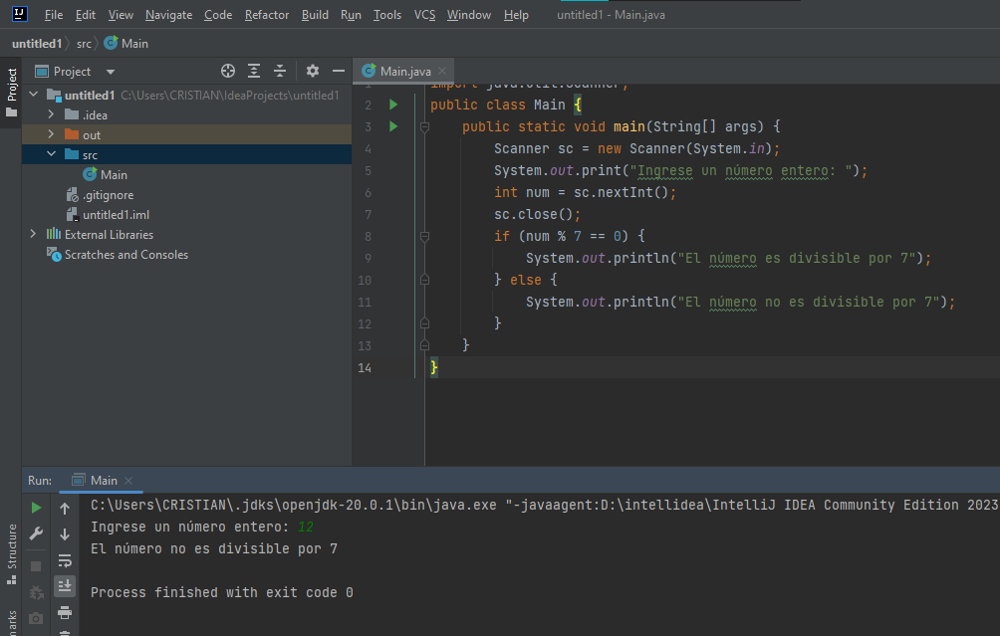 IJ File Edit View Navigate Code Refactor Build Run Tools VCS Window Help untitled1 - Main.java
untitled1 src Main
Project
Project
Main.java
untitled1 C:\Users\CRISTIAN\IdeaProjects\untitled1
.idea
out
src
Main
.gitignore
untitled1.iml
External Libraries
Scratches and Consoles
1 import java.util.Scanner;
2 public class Main {
3 public static void main(String[] args) {
4 Scanner sc = new Scanner(System.in);
5 System.out.print("Ingrese un número entero: ");
6 int num = sc.nextInt();
7 sc.close();
8 if (num % 7 == 0) {
9 System.out.println("El número es divisible por 7");
10 } else {
11 System.out.println("El número no es divisible por 7");
12 }
13 }
14 }
Run: Main
C:\Users\CRISTIAN\.jdks\openjdk-20.0.1\bin\java.exe "-javaagent:D:\intellidea\IntelliJ IDEA Community Edition 2023
Ingrese un número entero: 12
El número no es divisible por 7
Process finished with exit code 0
Structure